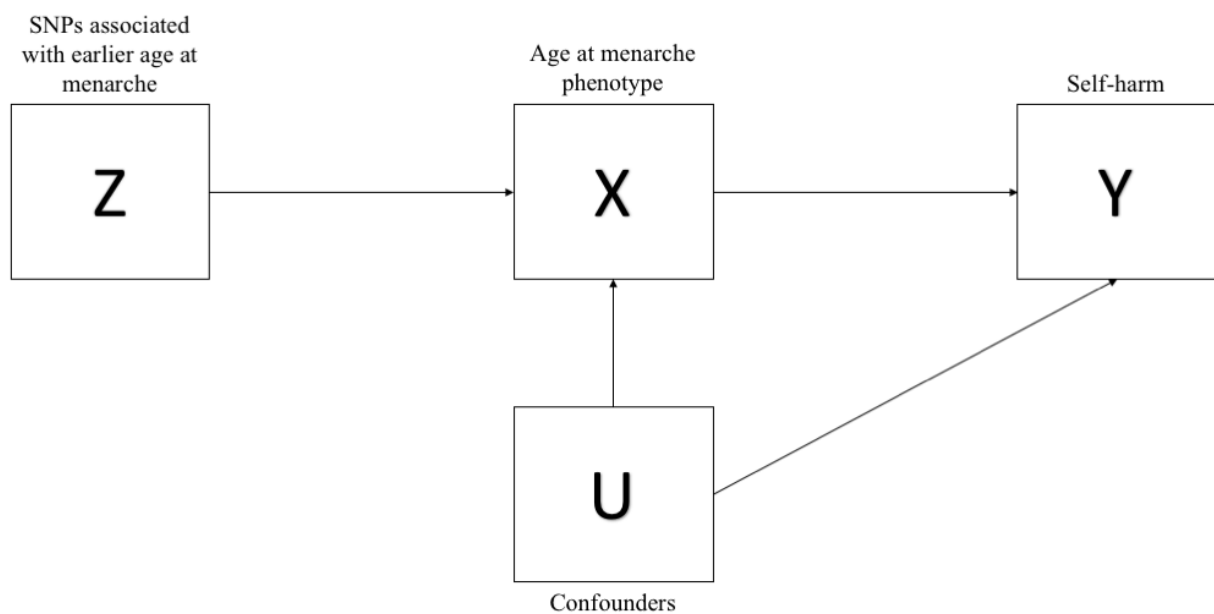 SNPs associated
with earlier age at
menarche
Age at menarche
phenotype
Self-harm
Z
X
Y
U
Confounders